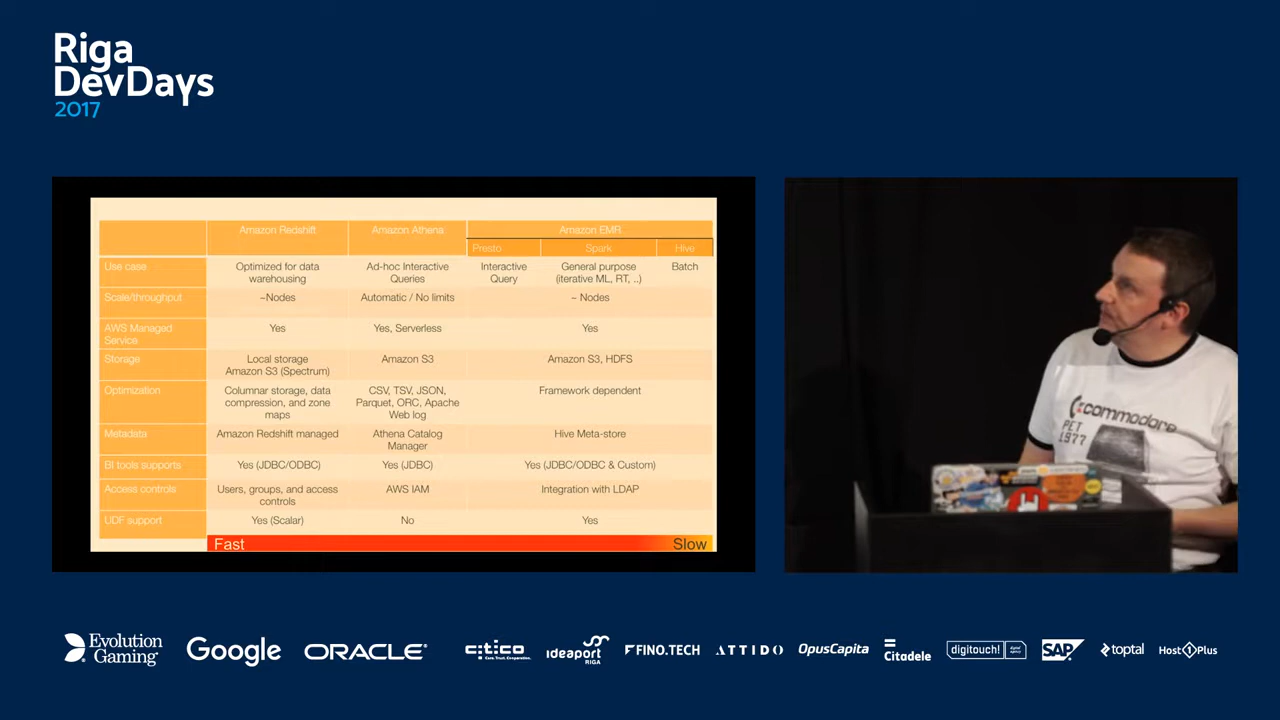 Riga
DevDays
2017
Amazon Redshift
Amazon Athena
Amazon EMR
Presto
Spark
Hive
Use case
Optimized for data
warehousing
Ad-hoc Interactive
Queries
Interactive
Query
General purpose
(iterative ML, RT, ..)
Batch
Scale/throughput
~Nodes
Automatic / No limits
~ Nodes
AWS Managed
Service
Yes
Yes, Serverless
Yes
Storage
Local storage
Amazon S3 (Spectrum)
Amazon S3
Amazon S3, HDFS
Optimization
Columnar storage, data
compression, and zone
maps
CSV, TSV, JSON,
Parquet, ORC, Apache
Web log
Framework dependent
Metadata
Amazon Redshift managed
Athena Catalog
Manager
Hive Meta-store
BI tools supports
Yes (JDBC/ODBC)
Yes (JDBC)
Yes (JDBC/ODBC & Custom)
Access controls
Users, groups, and access
controls
AWS IAM
Integration with LDAP
UDF support
Yes (Scalar)
No
Yes
Fast
Slow
commodore
PET
1977
Evolution
Gaming
Google
ORACLE
citico
Care. Trust. Cooperation.
ideaport
RIGA
FINO.TECH
ATTIDO
OpusCapita
Citadele
digitouch!
SAP
toptal
Host1Plus